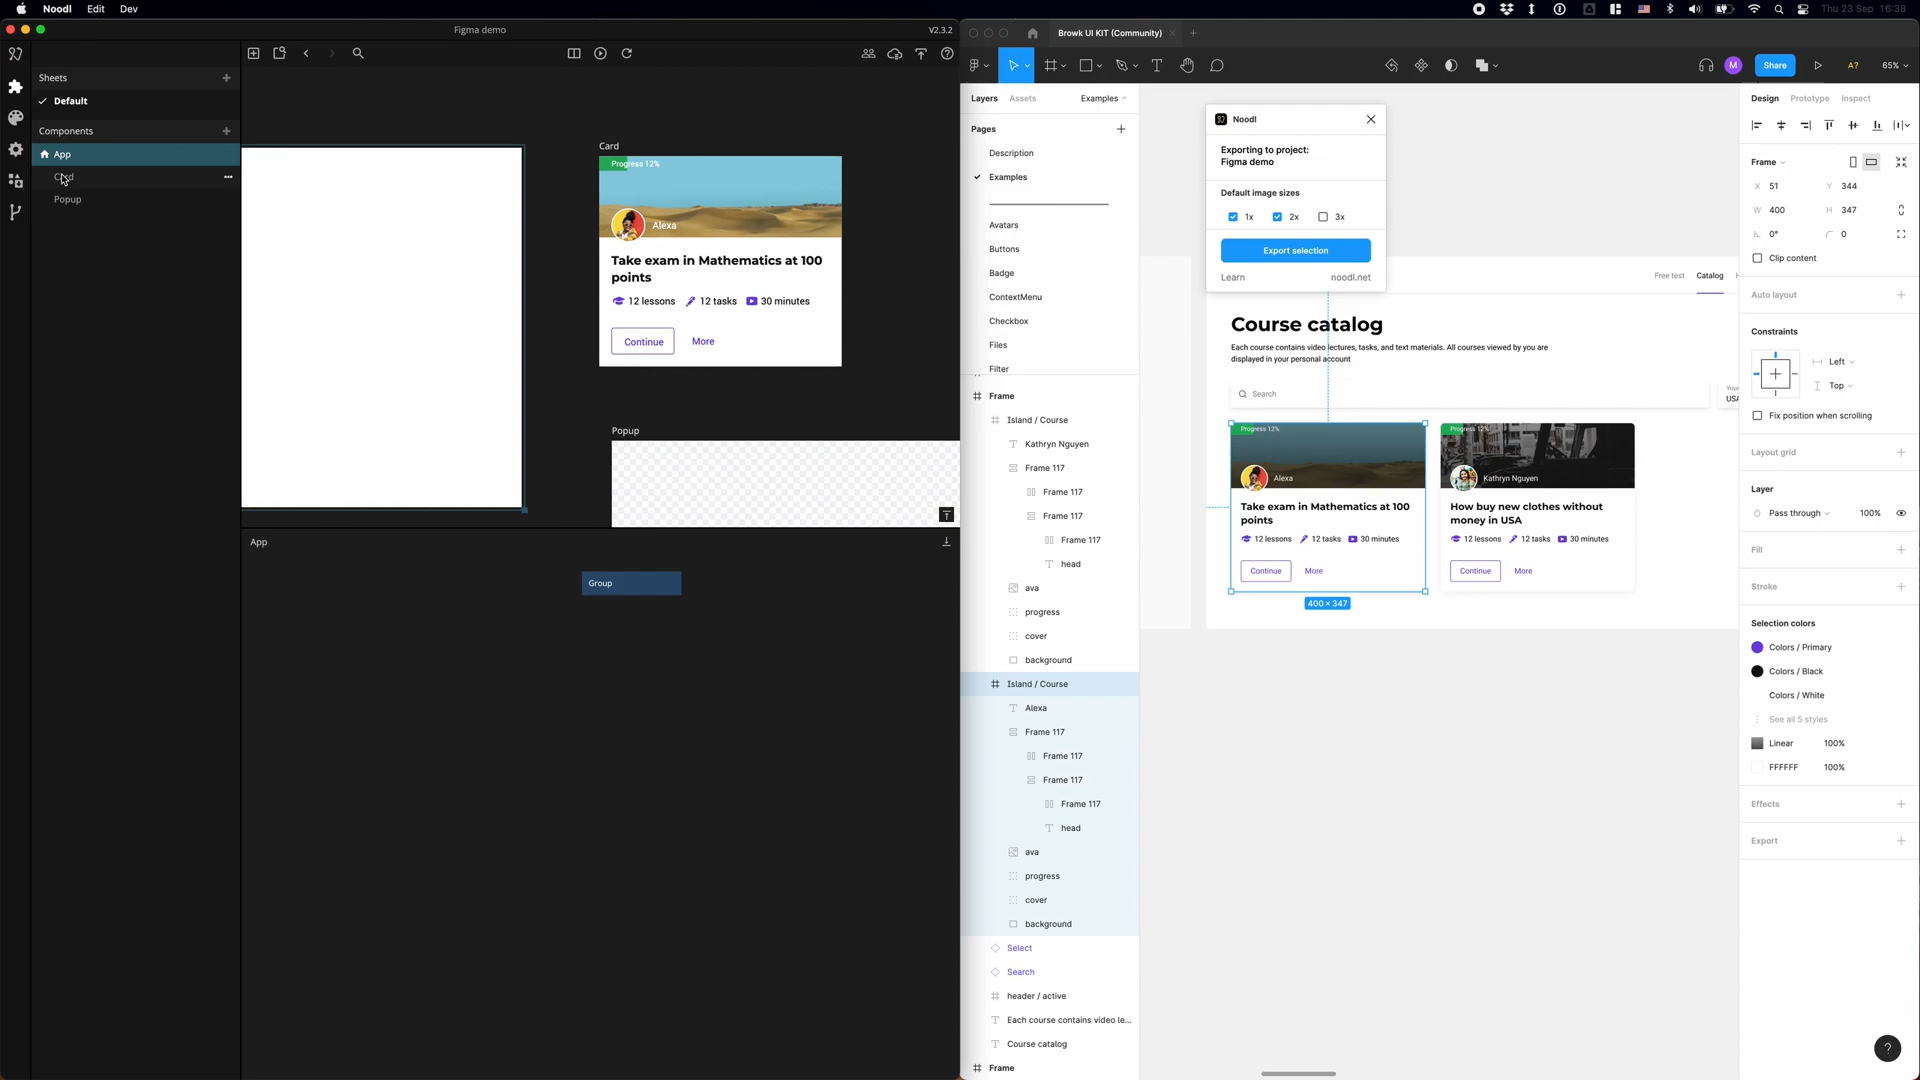 Noodl Edit Dev
Thu 23 Sep 16:38
Figma demo
V2.3.2
Sheets
Default
Components
App
Card
Popup
Card
Progress 12%
Alexa
Take exam in Mathematics at 100
points
12 lessons 12 tasks 30 minutes
Continue More
Popup
App
Group
Browk UI KIT (Community)
M
Share
A?
65%
Layers Assets Examples
Pages
Description
Examples
Avatars
Buttons
Badge
ContextMenu
Checkbox
Files
Filter
Frame
Island / Course
Kathryn Nguyen
Frame 117
Frame 117
Frame 117
Frame 117
head
ava
progress
cover
background
Island / Course
Alexa
Frame 117
Frame 117
Frame 117
Frame 117
head
ava
progress
cover
background
Select
Search
header / active
Each course contains video le...
Course catalog
Frame
Noodl
Exporting to project:
Figma demo
Default image sizes
1x 2x 3x
Export selection
Learn noodl.net
Free test Catalog
Course catalog
Each course contains video lectures, tasks, and text materials. All courses viewed by you are
displayed in your personal account
Search
USA
Progress 12%
Alexa
Take exam in Mathematics at 100
points
12 lessons 12 tasks 30 minutes
Continue More
400 × 347
Progress 12%
Kathryn Nguyen
How buy new clothes without
money in USA
12 lessons 12 tasks 30 minutes
Continue More
Design Prototype Inspect
Frame
X 51 Y 344
W 400 H 347
0° 0
Clip content
Auto layout
Constraints
Left
Top
Fix position when scrolling
Layout grid
Layer
Pass through 100%
Fill
Stroke
Selection colors
Colors / Primary
Colors / Black
Colors / White
See all 5 styles
Linear 100%
FFFFFF 100%
Effects
Export
?